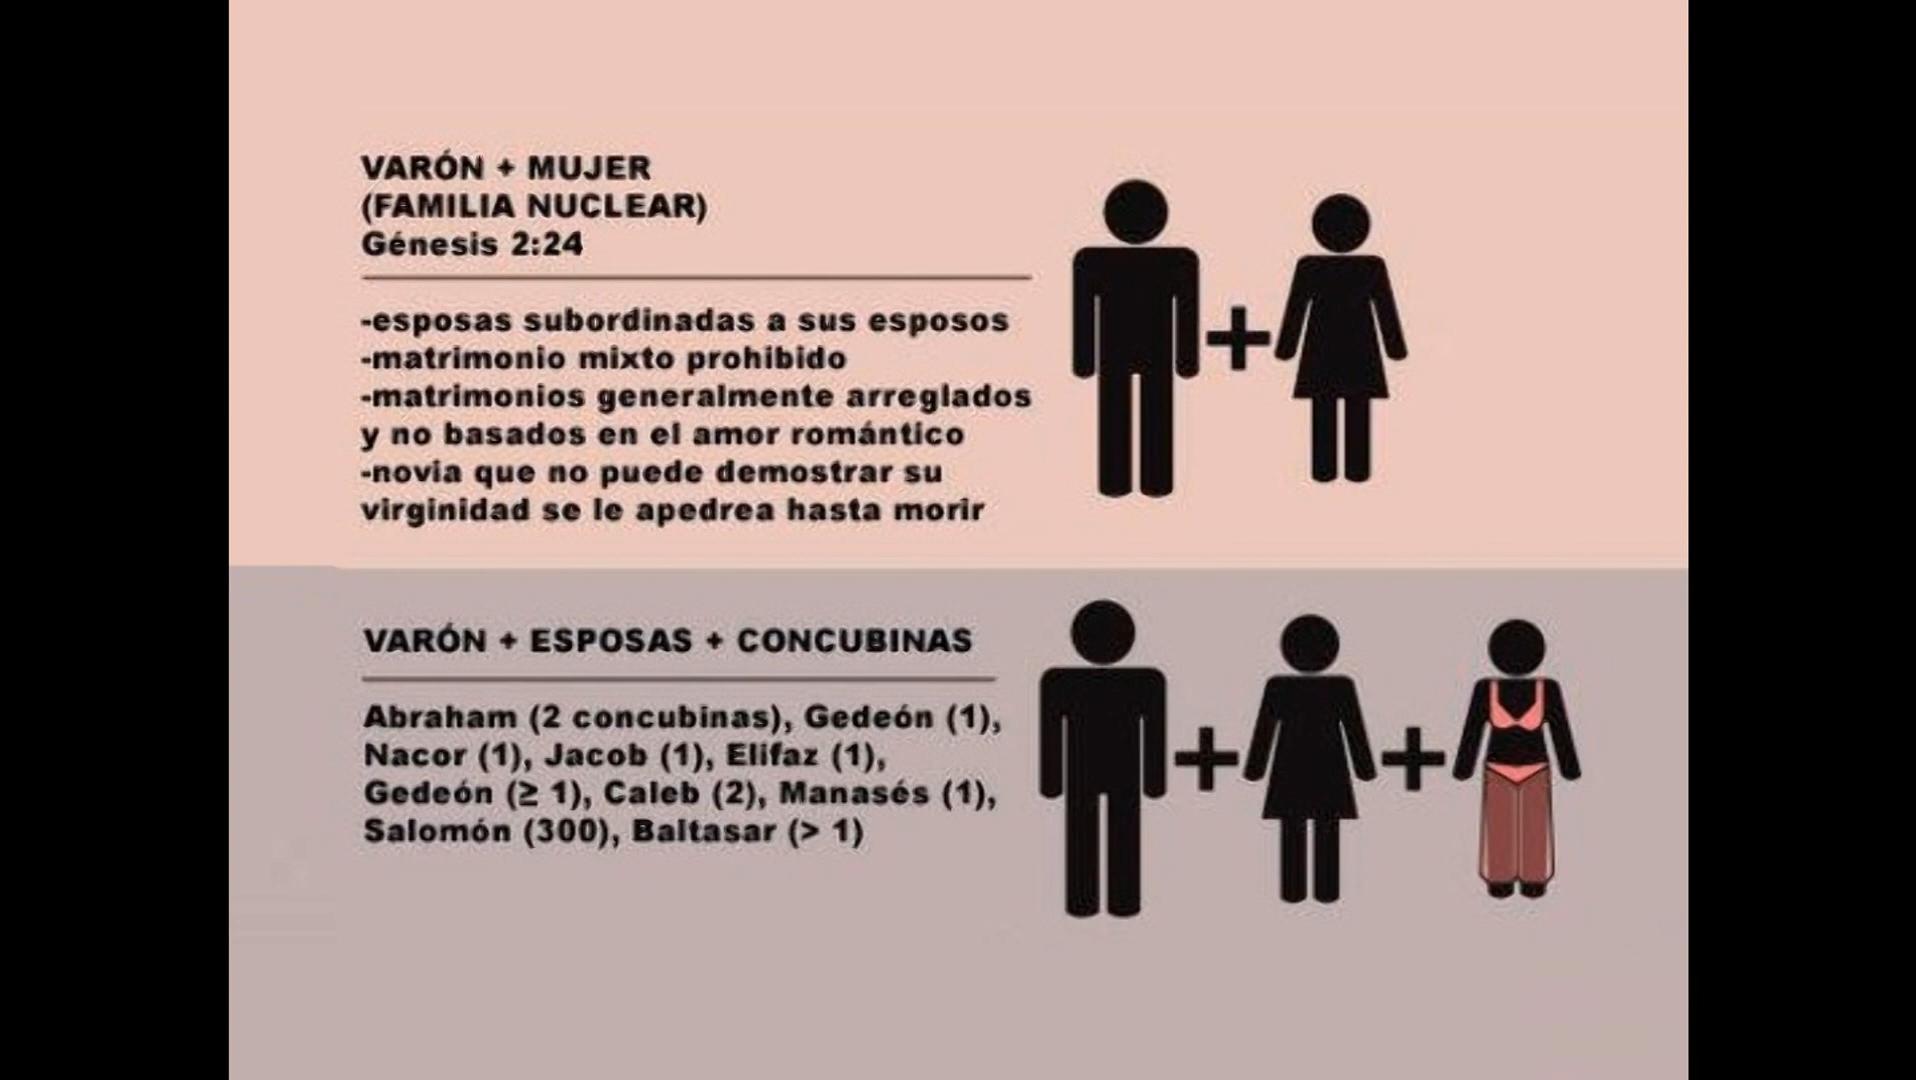 VARÓN + MUJER
(FAMILIA NUCLEAR)
Génesis 2:24
-esposas subordinadas a sus esposos
-matrimonio mixto prohibido
-matrimonios generalmente arreglados
y no basados en el amor romántico
-novia que no puede demostrar su
virginidad se le apedrea hasta morir
VARÓN + ESPOSAS + CONCUBINAS
Abraham (2 concubinas), Gedeón (1),
Nacor (1), Jacob (1), Elifaz (1),
Gedeón (≥ 1), Caleb (2), Manasés (1),
Salomón (300), Baltasar (> 1)